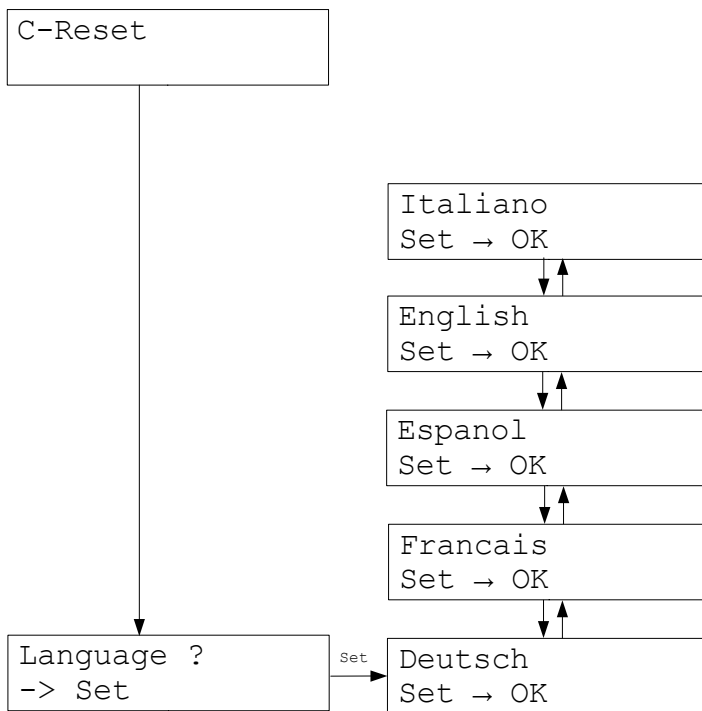 C-Reset
Italiano
Set → OK
English
Set → OK
Espanol
Set → OK
Francais
Set → OK
Language ?
-> Set
Set
Deutsch
Set → OK